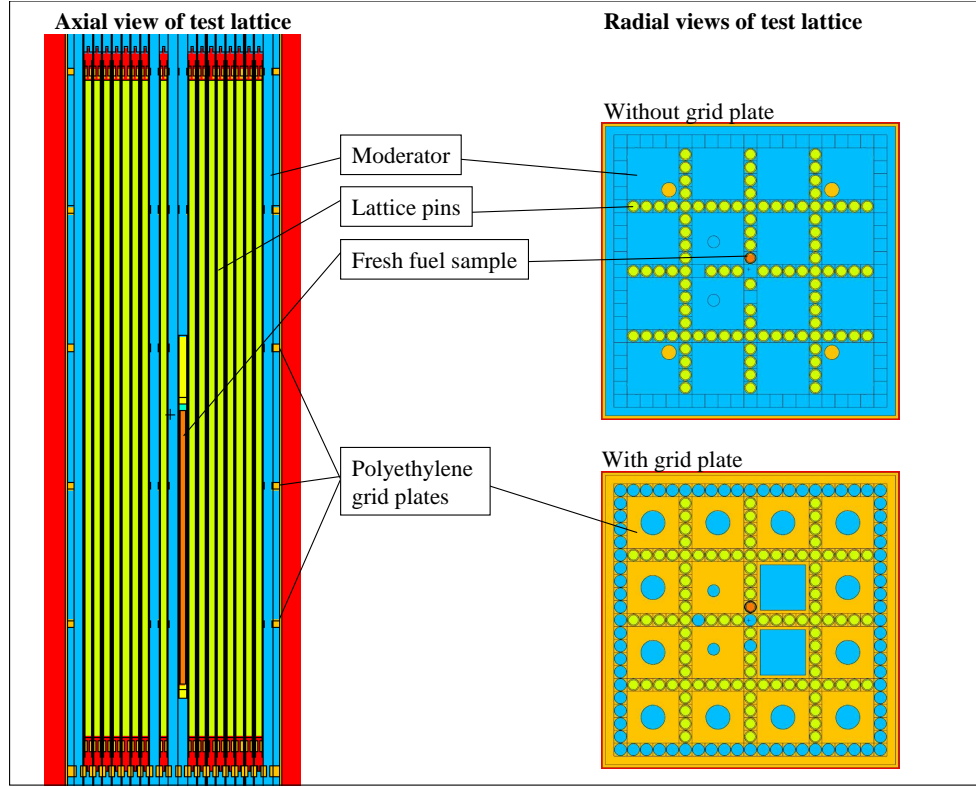 Axial view of test lattice
Radial views of test lattice
Without grid plate
Moderator
Lattice pins
Fresh fuel sample
With grid plate
Polyethylene
grid plates